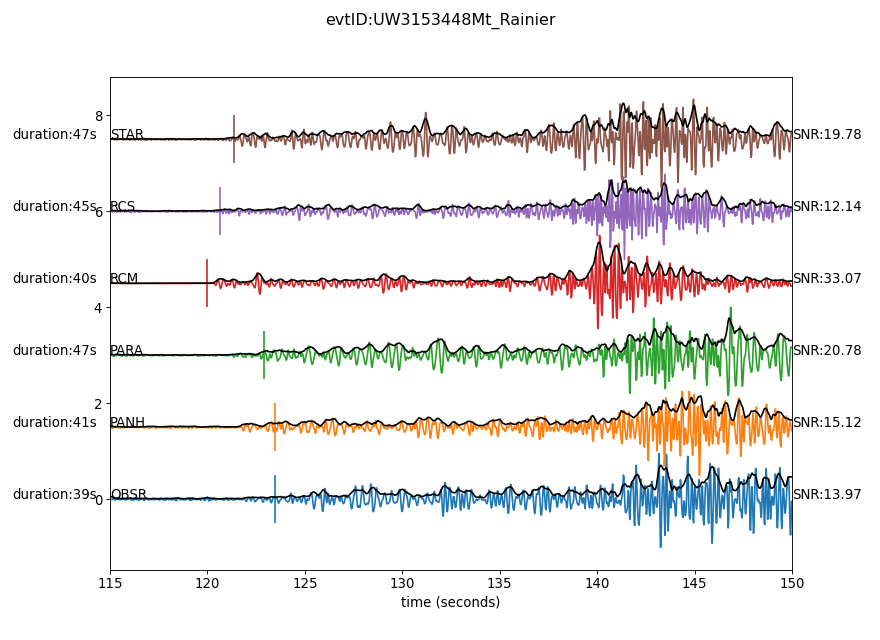 evtID:UW3153448Mt_Rainier
8
duration:47s STAR SNR:19.78
duration:45s RCS SNR:12.14
6
duration:40s RCM SNR:33.07
4
duration:47s PARA SNR:20.78
2
duration:41s PANH SNR:15.12
duration:39s OBSR SNR:13.97
0
115 120 125 130 135 140 145 150
time (seconds)